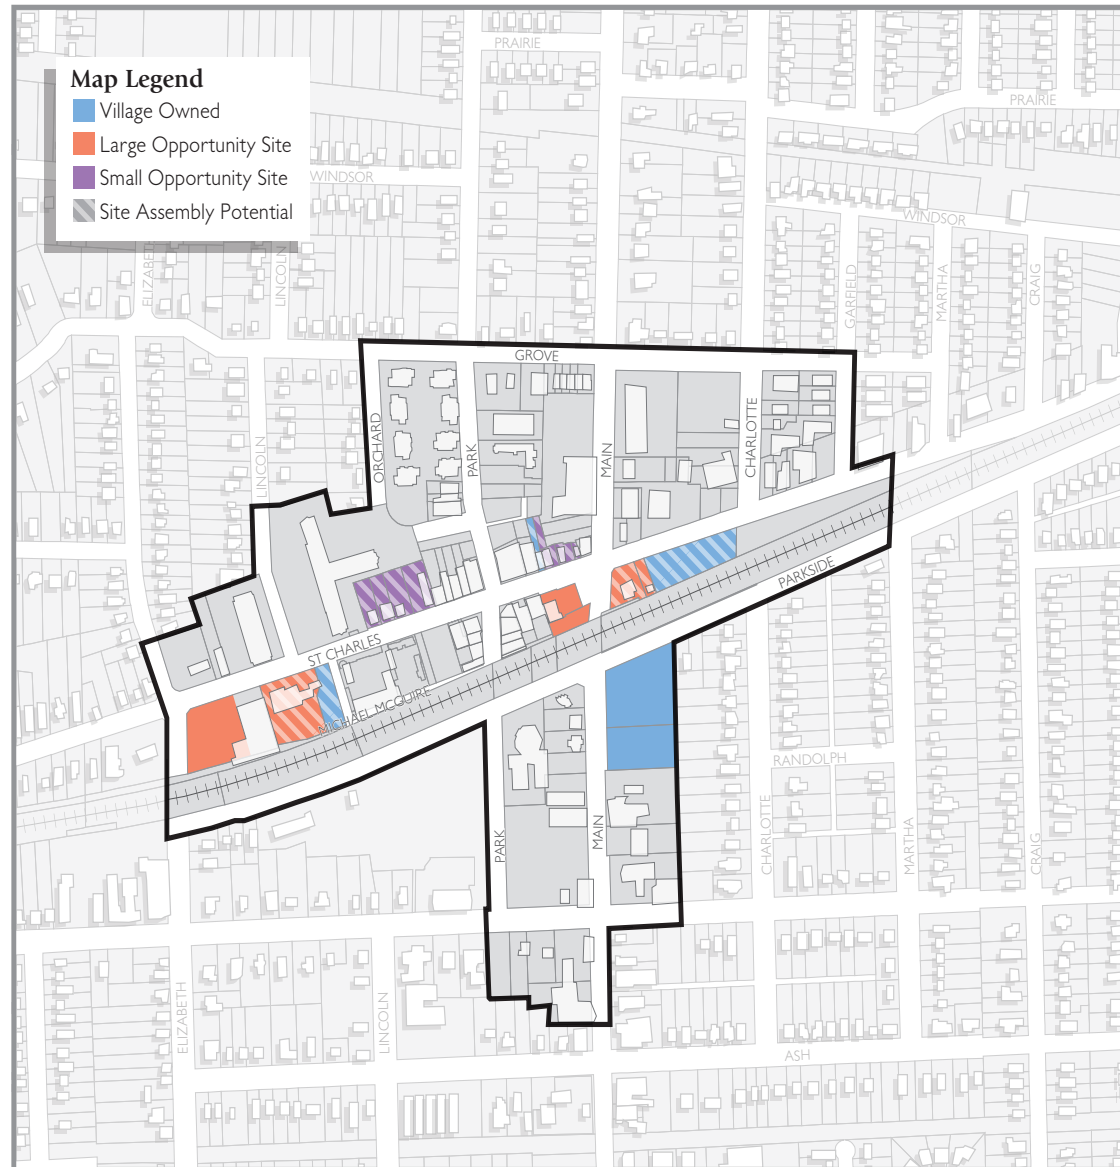 PRAIRIE
Map Legend
Village Owned
Large Opportunity Site
Small Opportunity Site
Site Assembly Potential
PRAIRIE
WINDSOR
WINDSOR
ELIZABETH
LINCOLN
GARFIELD
MARTHA
CRAIG
GROVE
ORCHARD
PARK
MAIN
CHARLOTTE
LINCOLN
PARKSIDE
ST CHARLES
MICHAEL MCGUIRE
RANDOLPH
PARK
MAIN
CHARLOTTE
MARTHA
CRAIG
ELIZABETH
LINCOLN
ASH